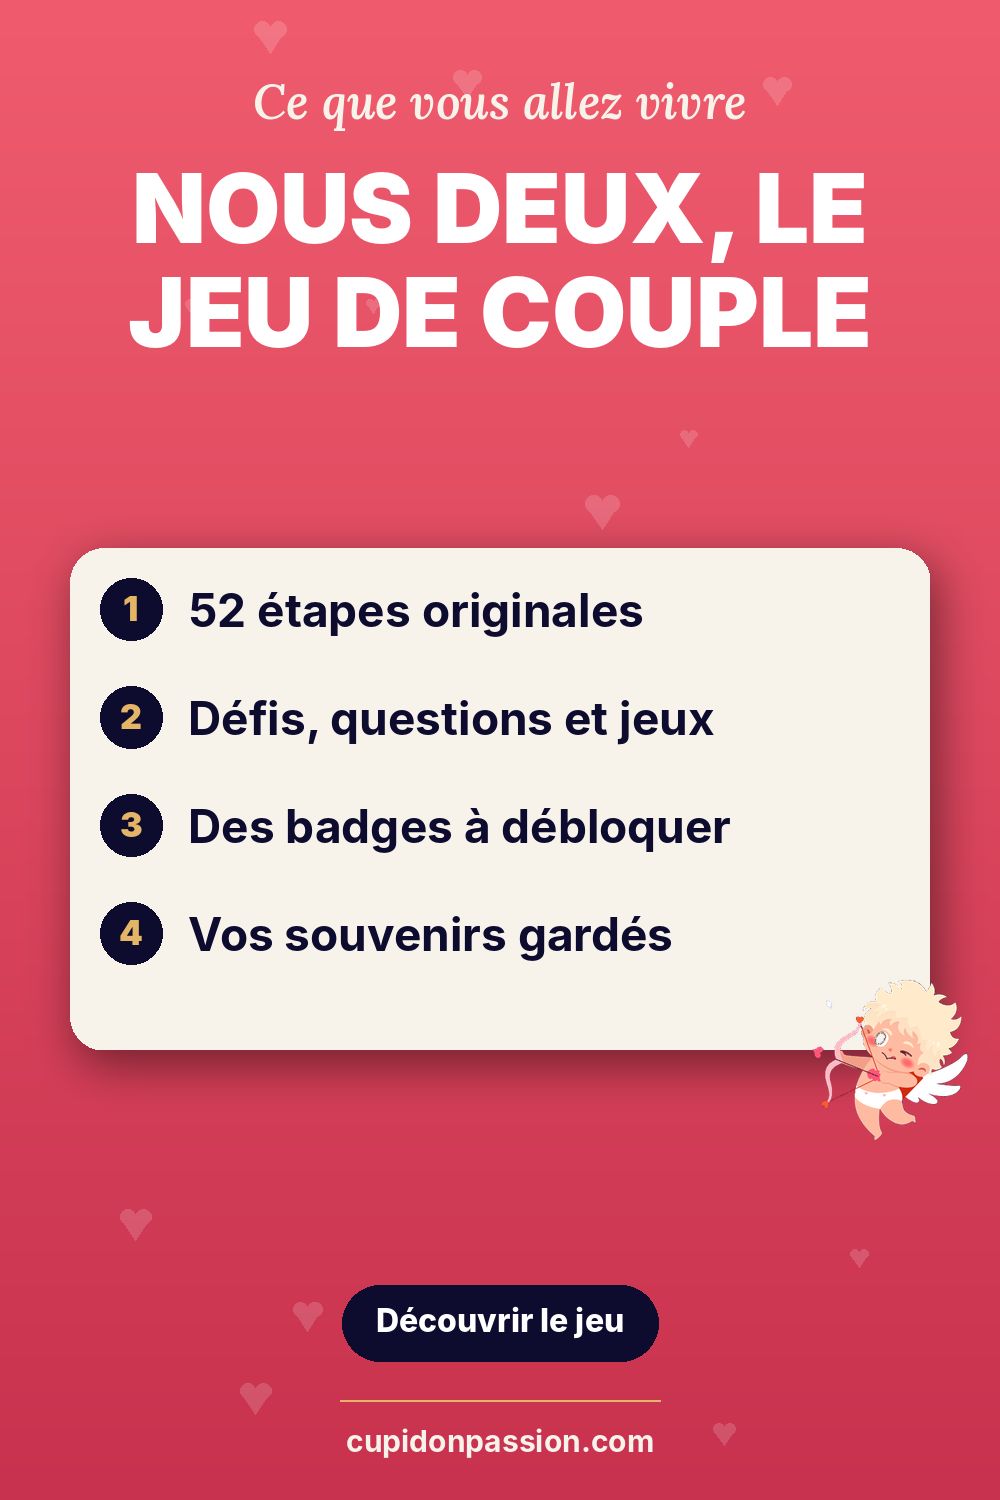 Ce que vous allez vivre
NOUS DEUX, LE
JEU DE COUPLE
1 52 étapes originales
2 Défis, questions et jeux
3 Des badges à débloquer
4 Vos souvenirs gardés
Découvrir le jeu
cupidonpassion.com